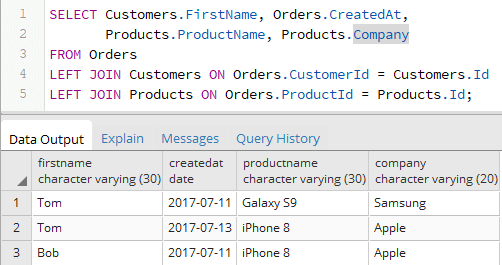 1 SELECT Customers.FirstName, Orders.CreatedAt,
2 Products.ProductName, Products.Company
3 FROM Orders
4 LEFT JOIN Customers ON Orders.CustomerId = Customers.Id
5 LEFT JOIN Products ON Orders.ProductId = Products.Id;
Data Output Explain Messages Query History
firstname createdat productname company
character varying (30) date character varying (30) character varying (20)
1 Tom 2017-07-11 Galaxy S9 Samsung
2 Tom 2017-07-13 iPhone 8 Apple
3 Bob 2017-07-11 iPhone 8 Apple